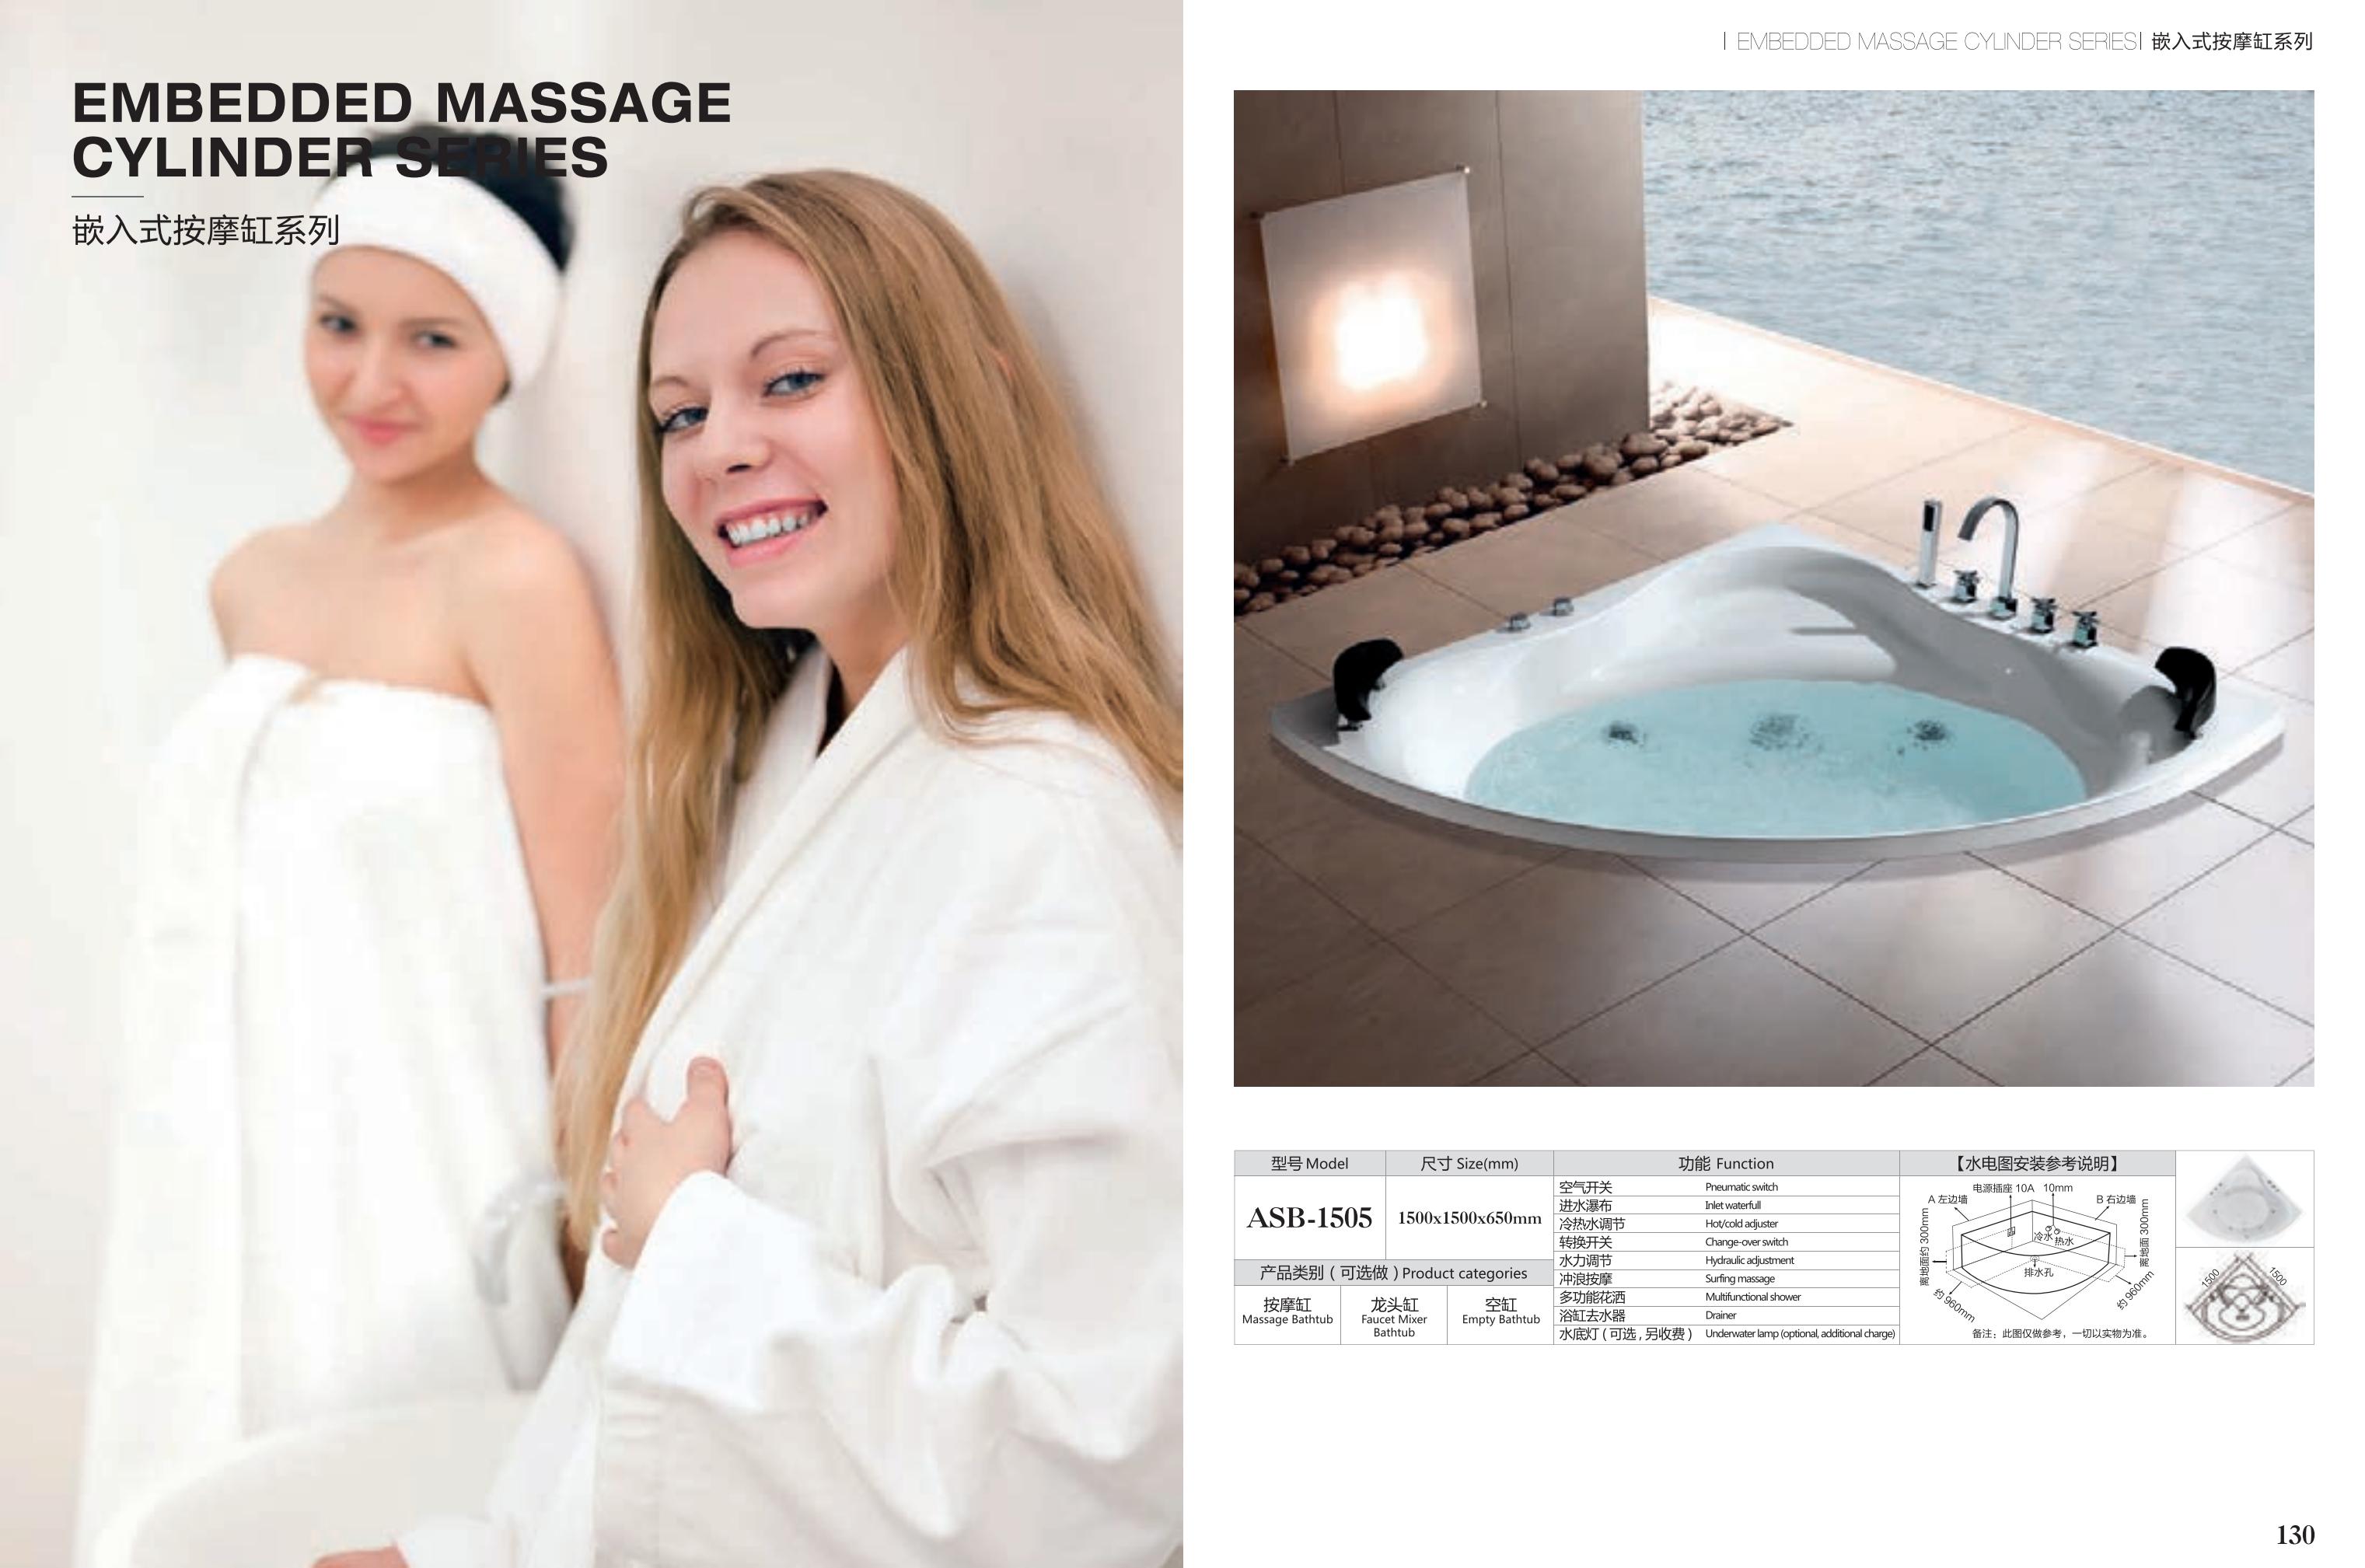 EMBEDDED MASSAGE
CYLINDER SERIES
嵌入式按摩缸系列
| EMBEDDED MASSAGE CYLINDER SERIES| 嵌入式按摩缸系列
型号 Model
ASB-1505
尺寸 Size(mm)
1500x1500x650mm
产品类别 ( 可选做 ) Product categories
按摩缸
Massage Bathtub
龙头缸
Faucet Mixer
Bathtub
空缸
Empty Bathtub
功能 Function
空气开关 Pneumatic switch
进水瀑布 Inlet waterfull
冷热水调节 Hot/cold adjuster
转换开关 Change-over switch
水力调节 Hydraulic adjustment
冲浪按摩 Surfing massage
多功能花洒 Multifunctional shower
浴缸去水器 Drainer
水底灯 ( 可选 , 另收费 ) Underwater lamp (optional, additional charge)
【水电图安装参考说明】
电源插座 10A 10mm
A 左边墙 B 右边墙
离地面约 300mm
离地面 300mm
冷水 热水
排水孔
约 960mm
约 960mm
备注：此图仅做参考，一切以实物为准。
1500
1500
130